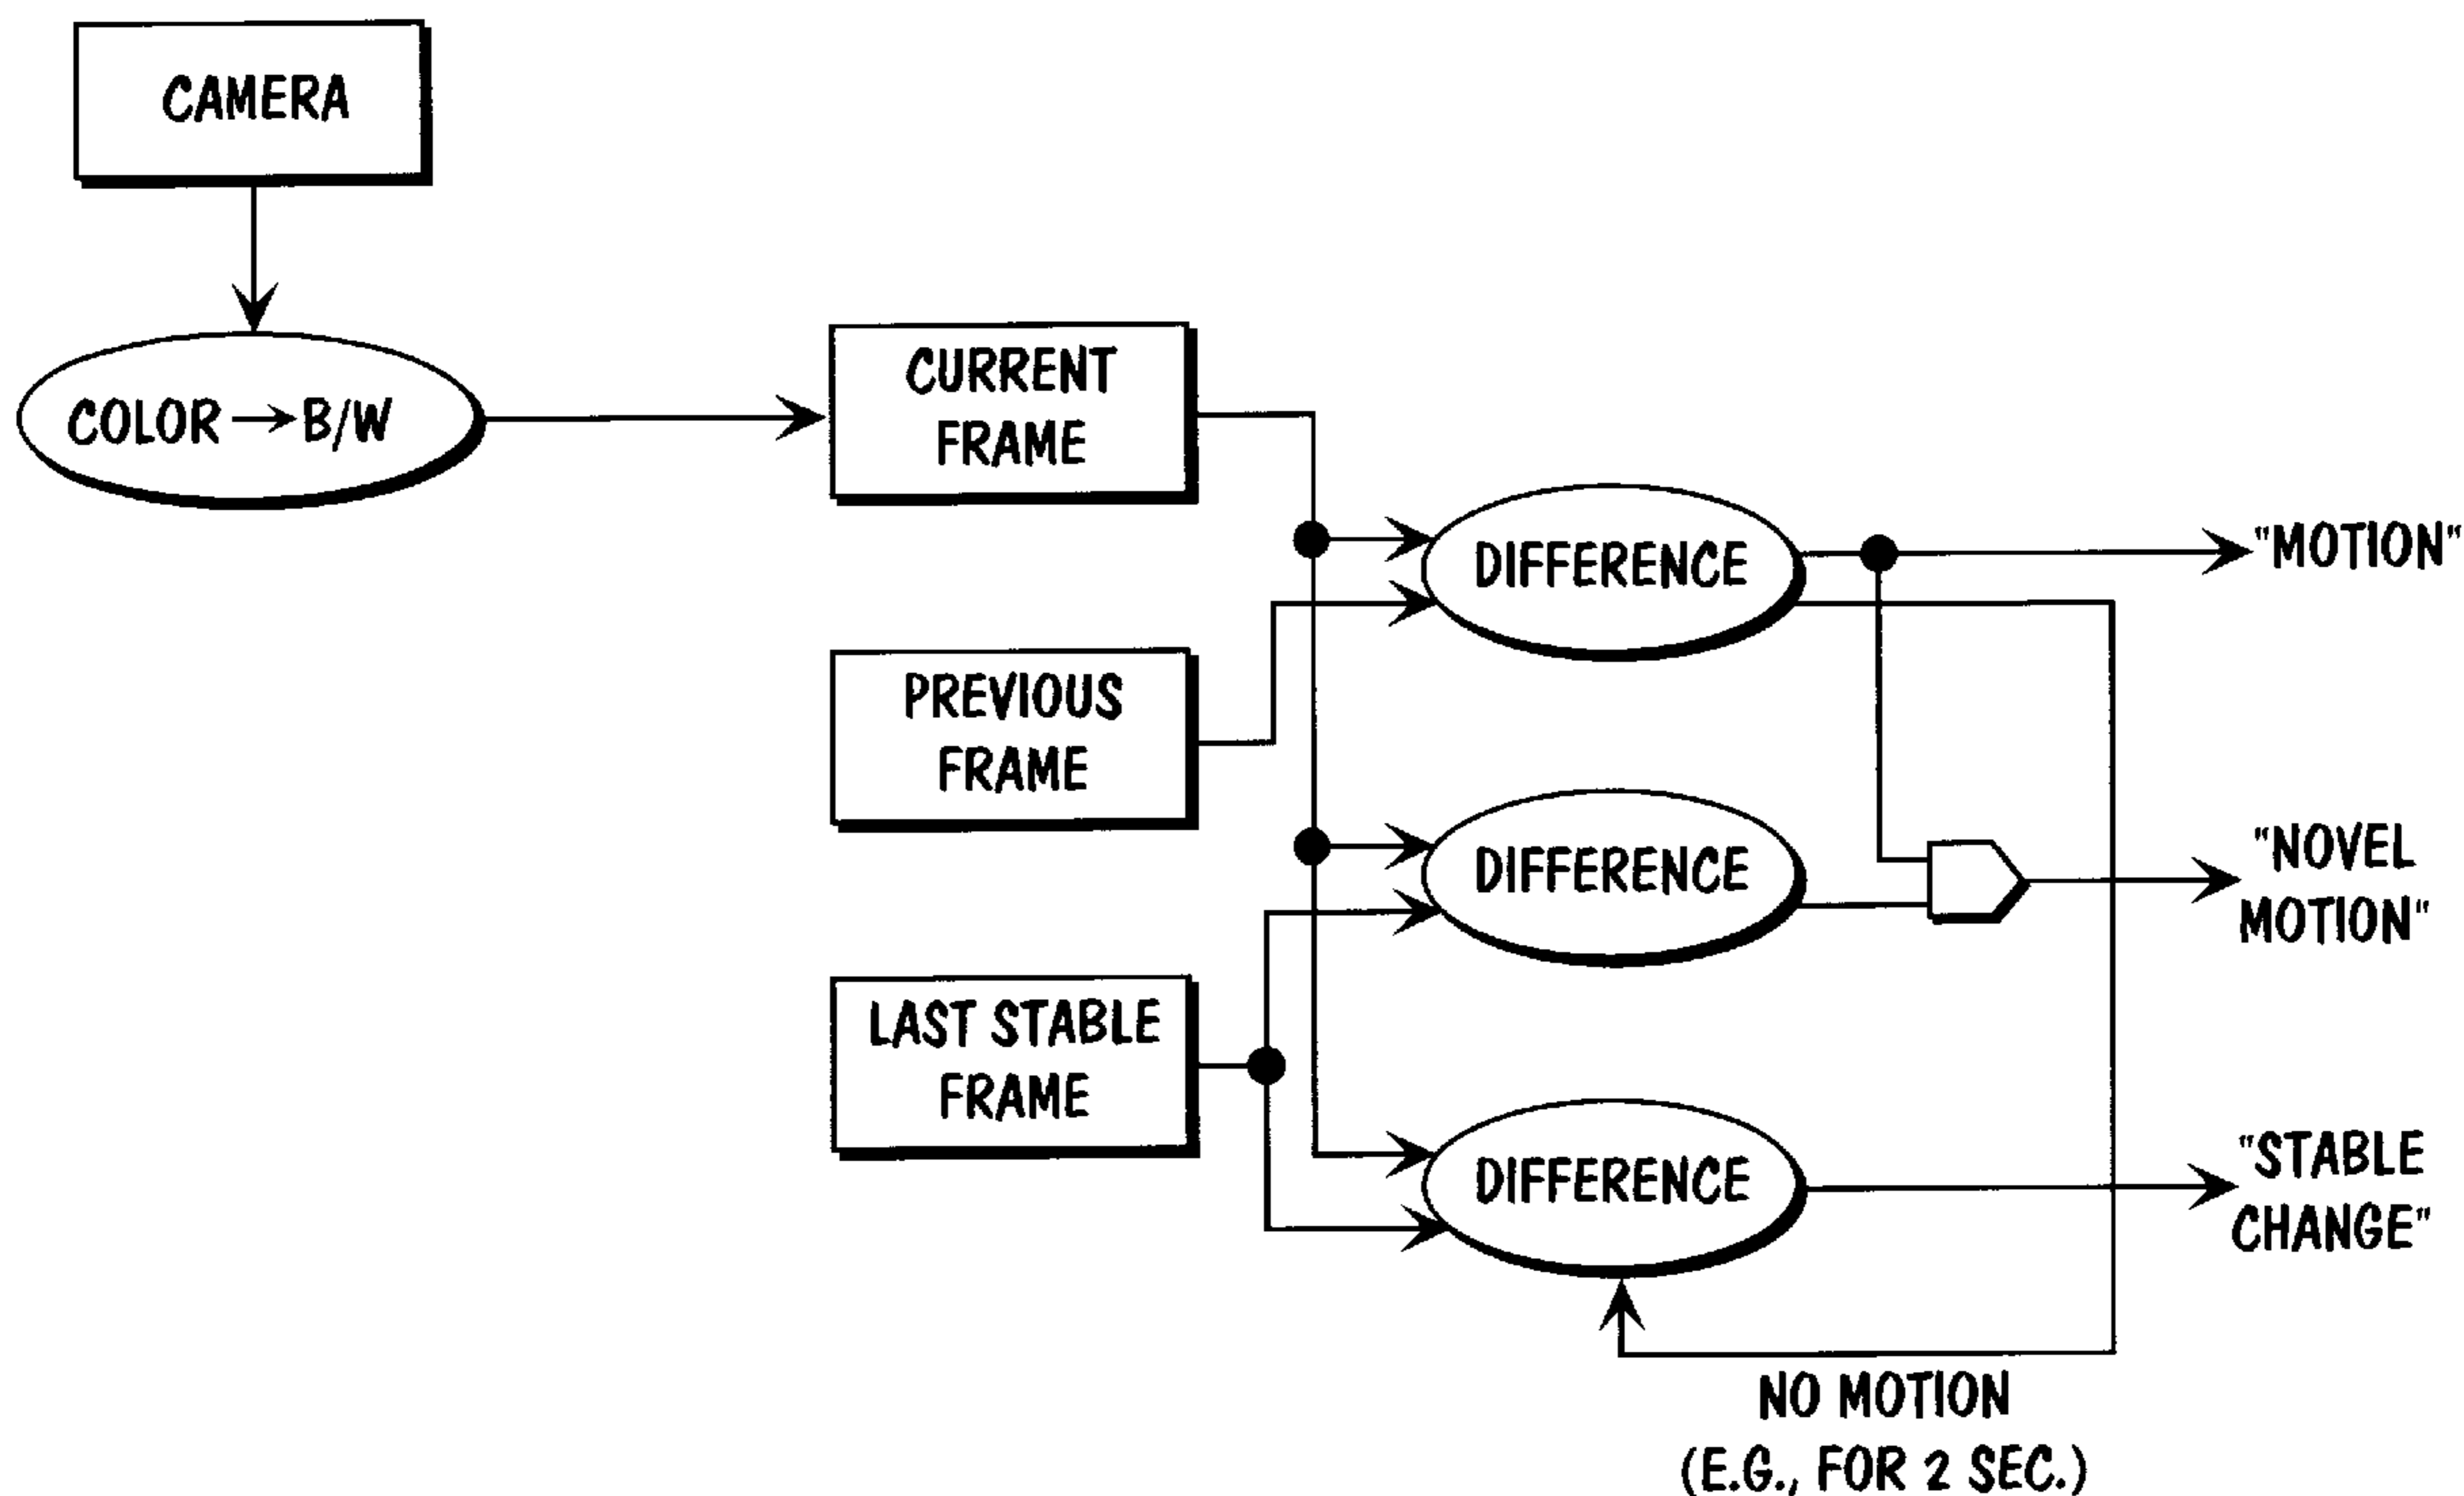 CAMERA
COLOR → B/W
CURRENT
FRAME
PREVIOUS
FRAME
LAST STABLE
FRAME
DIFFERENCE
DIFFERENCE
DIFFERENCE
"MOTION"
"NOVEL
MOTION"
"STABLE
CHANGE"
NO MOTION
(E.G., FOR 2 SEC.)